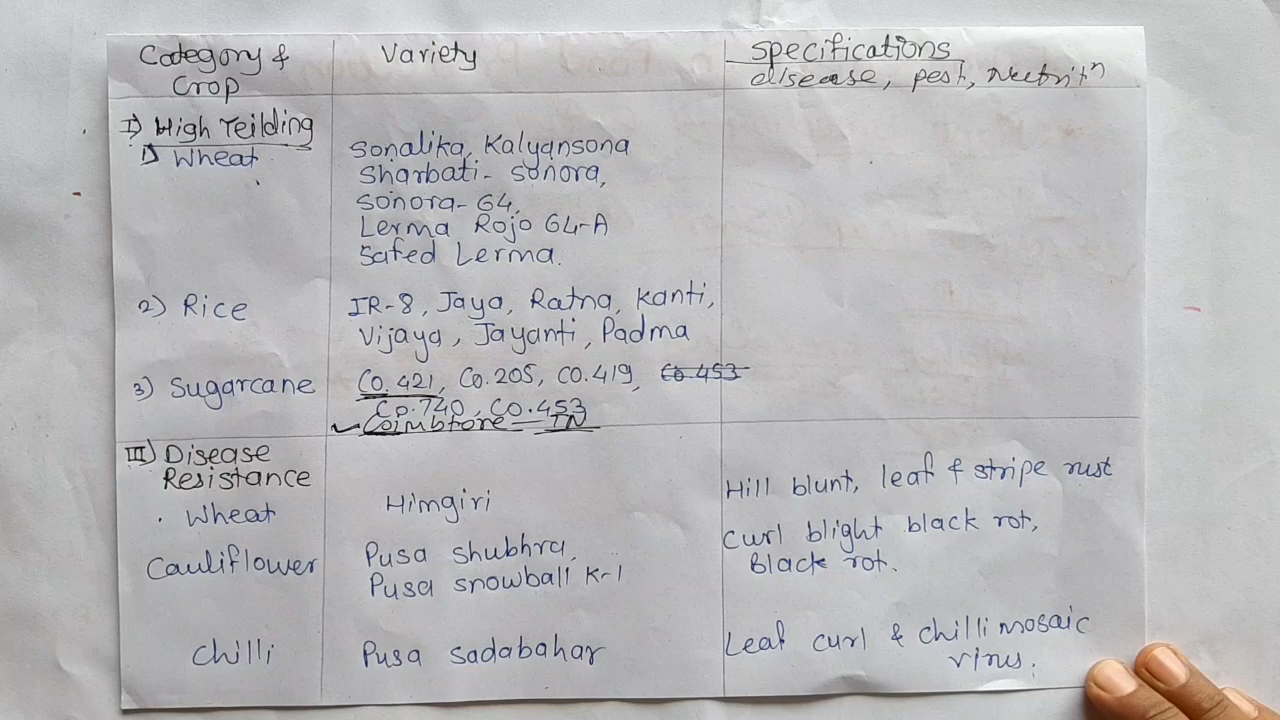 Category & Variety Specifications
Crop disease, pest, Nutritn
I) High Yeilding
1) Wheat Sonalika, Kalyansona
Sharbati- Sonora,
Sonora- 64,
Lerma Rojo 64-A
Safed Lerma.
2) Rice IR-8, Jaya, Ratna, Kanti,
Vijaya, Jayanti, Padma
3) Sugarcane Co. 421, Co. 205, Co. 419, Co 453
Co. 740, Co. 453
Coimbtore - TN
III) Disease
Resistance
Wheat Himgiri Hill blunt, leaf & stripe rust
Cauliflower Pusa Shubhra, Curl blight black rot,
Pusa snowball K-1 Black rot.
Chilli Pusa Sadabahar Leaf curl & chilli mosaic
virus.